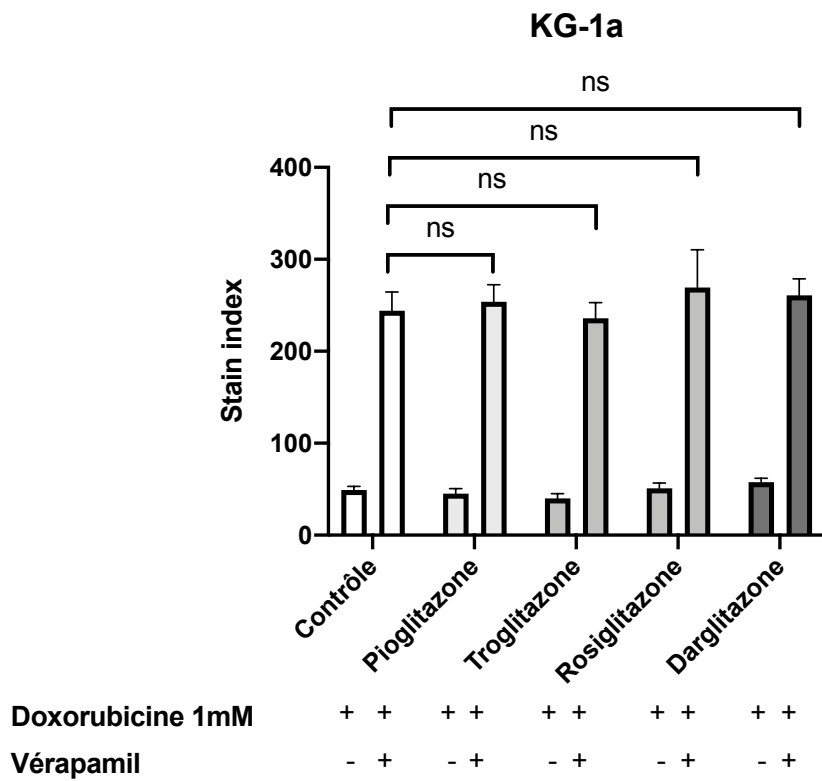 KG-1a
ns
ns
ns
ns
400
300
200
100
0
Stain index
Contrôle
Pioglitazone
Troglitazone
Rosiglitazone
Darglitazone
Doxorubicine 1mM + + + + + + + + + +
Vérapamil - + - + - + - + - +